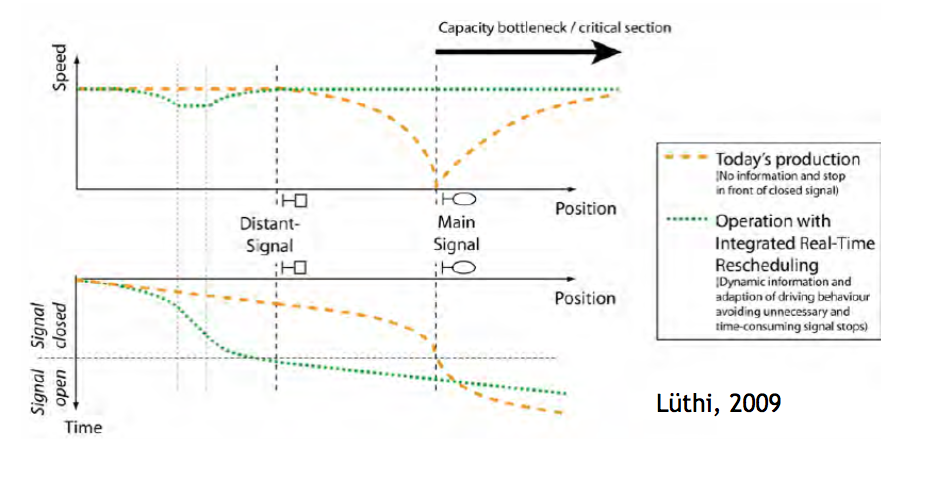 Capacity bottleneck / critical section
Speed
Position
Distant-
Signal
Main
Signal
Position
Signal
closed
Signal
open
Time
Today's production
(No information and stop
in front of closed signal)
Operation with
Integrated Real-Time
Rescheduling
(Dynamic information and
adaption of driving behaviour
avoiding unnecessary and
time-consuming signal stops)
Lüthi, 2009